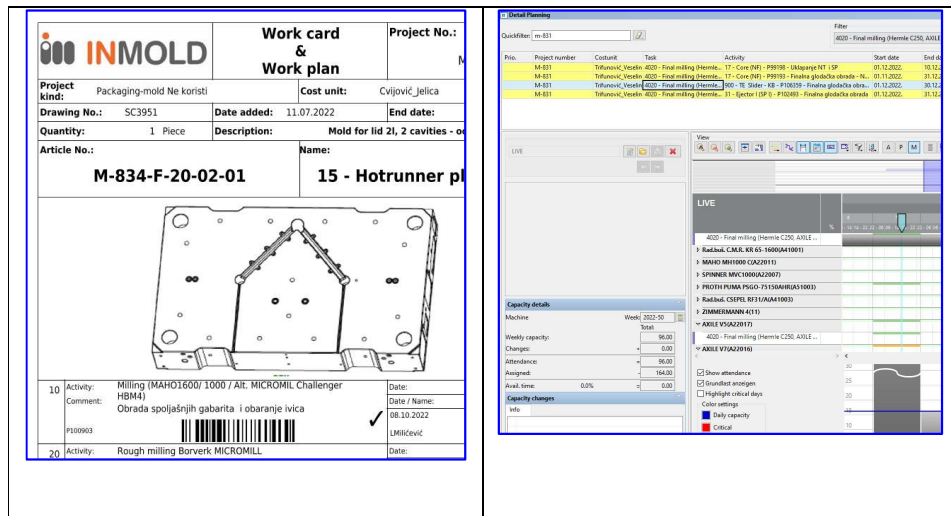 INMOLD
Work card
&
Work plan
Project No.:
M
Project kind:
Packaging-mold Ne koristi
Cost unit:
Cvijović_Jelica
Drawing No.:
SC3951
Date added:
11.07.2022
End date:
Quantity:
1 Piece
Description:
Mold for lid 2l, 2 cavities -
Article No.:
Name:
M-834-F-20-02-01
15 - Hotrunner pl
10
Activity:
Milling (MAHO1600/ 1000 / Alt. MICROMIL Challenger
HBM4)
Comment:
Obrada spoljašnjih gabarita i obaranje ivica
P100903
Date:
Date / Name:
08.10.2022
LMilićević
20
Activity:
Rough milling Borverk MICROMILL
Date:
Detail Planning
Quickfilter:
m-831
Filter
4020 - Final milling (Hermle C250, AXILE
Prio.
Project number
Costunit
Task
Activity
Start date
End d
M-831 Trifunović_Veselin 4020 - Final milling (Hermle... 17 - Core (NF) - P99198 - Uklapanje NT i SP 01.12.2022. 10.12.2
M-831 Trifunović_Veselin 4020 - Final milling (Hermle... 17 - Core (NF) - P99193 - Finalna glodačka obrada - N... 01.11.2022. 31.12.2
M-831 Trifunović_Veselin 4020 - Final milling (Hermle... 900 - TE Slider - KB - P106359 - Finalna glodačka obra... 01.12.2022. 30.12.2
M-831 Trifunović_Veselin 4020 - Final milling (Hermle... 31 - Ejector I (SP I) - P102493 - Finalna glodačka obrada 01.12.2022. 31.12.2
LIVE
View
A P M
LIVE
%
4020 - Final milling (Hermle C250, AXILE ...
Rad.buš. C.M.R. KR 65-1600(A41001)
MAHO MH1000 C(A22011)
SPINNER MVC1000(A22007)
PROTH PUMA PSGO-75150AHR(A51003)
Rad.buš. CSEPEL RF31/A(A41003)
ZIMMERMANN 4(11)
AXILE V5(A22017)
4020 - Final milling (Hermle C250, AXILE ...
AXILE V7(A22016)
Capacity details
Machine
Week:
2022-50
Total:
Weekly capacity:
96.00
Changes:
+
0.00
Attendance:
=
96.00
Assigned:
-
164.00
Avail. time:
0.0%
=
0.00
Capacity changes
Info
Show attendance
Grundlast anzeigen
Highlight critical days
Color settings
Daily capacity
Critical
30
25
20
10